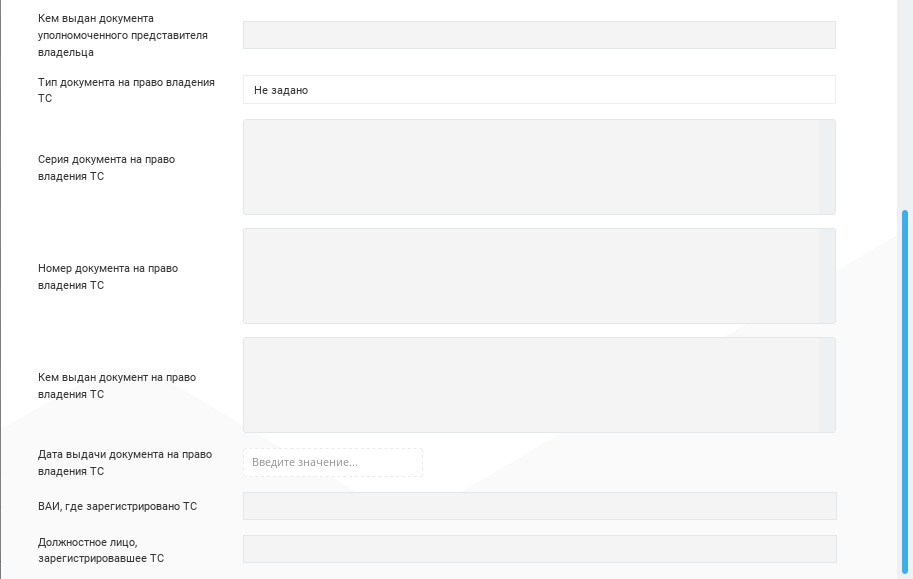 Кем выдан документа
уполномоченного представителя
владельца
Тип документа на право владения
ТС
Не задано
Серия документа на право
владения ТС
Номер документа на право
владения ТС
Кем выдан документ на право
владения ТС
Дата выдачи документа на право
владения ТС
Введите значение...
ВАИ, где зарегистрировано ТС
Должностное лицо,
зарегистрировавшее ТС